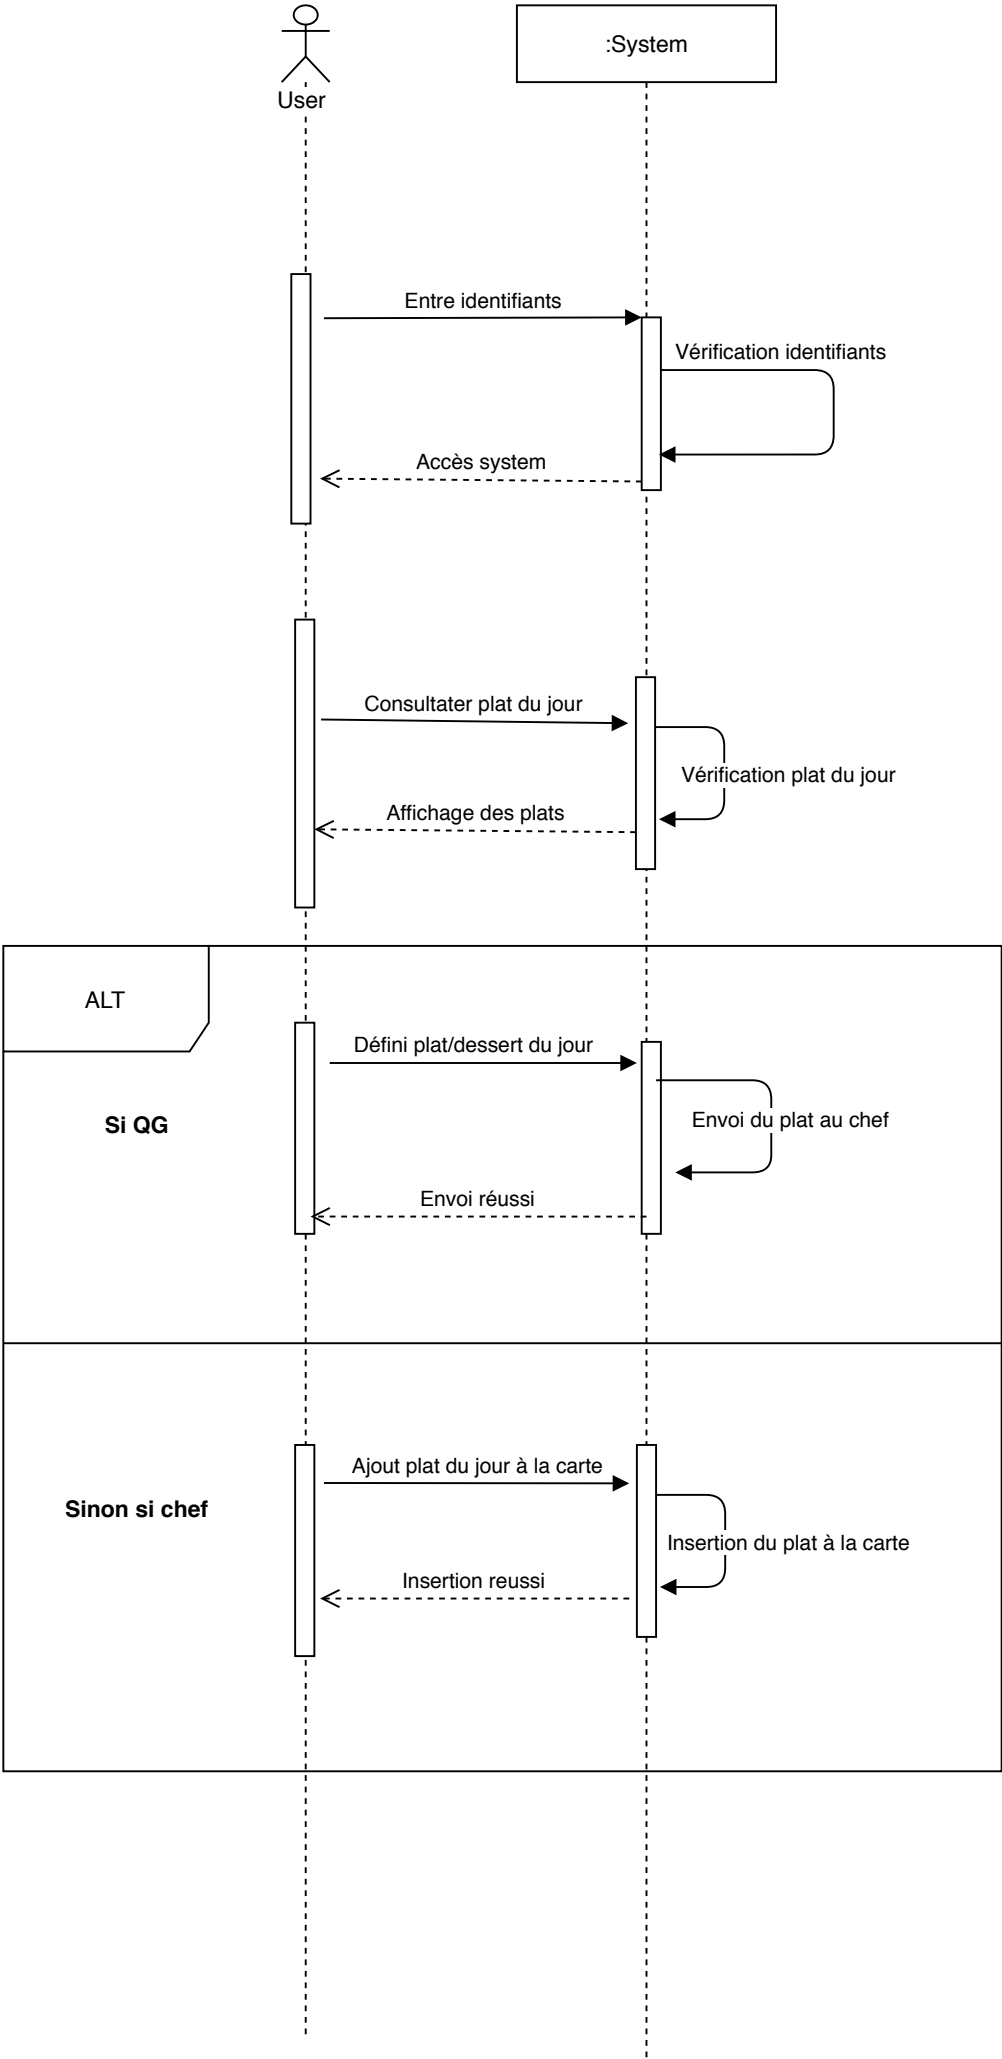 :System
User
Entre identifiants
Vérification identifiants
Accès system
Consultater plat du jour
Vérification plat du jour
Affichage des plats
ALT
Défini plat/dessert du jour
Envoi du plat au chef
Si QG
Envoi réussi
Ajout plat du jour à la carte
Sinon si chef
Insertion du plat à la carte
Insertion reussi